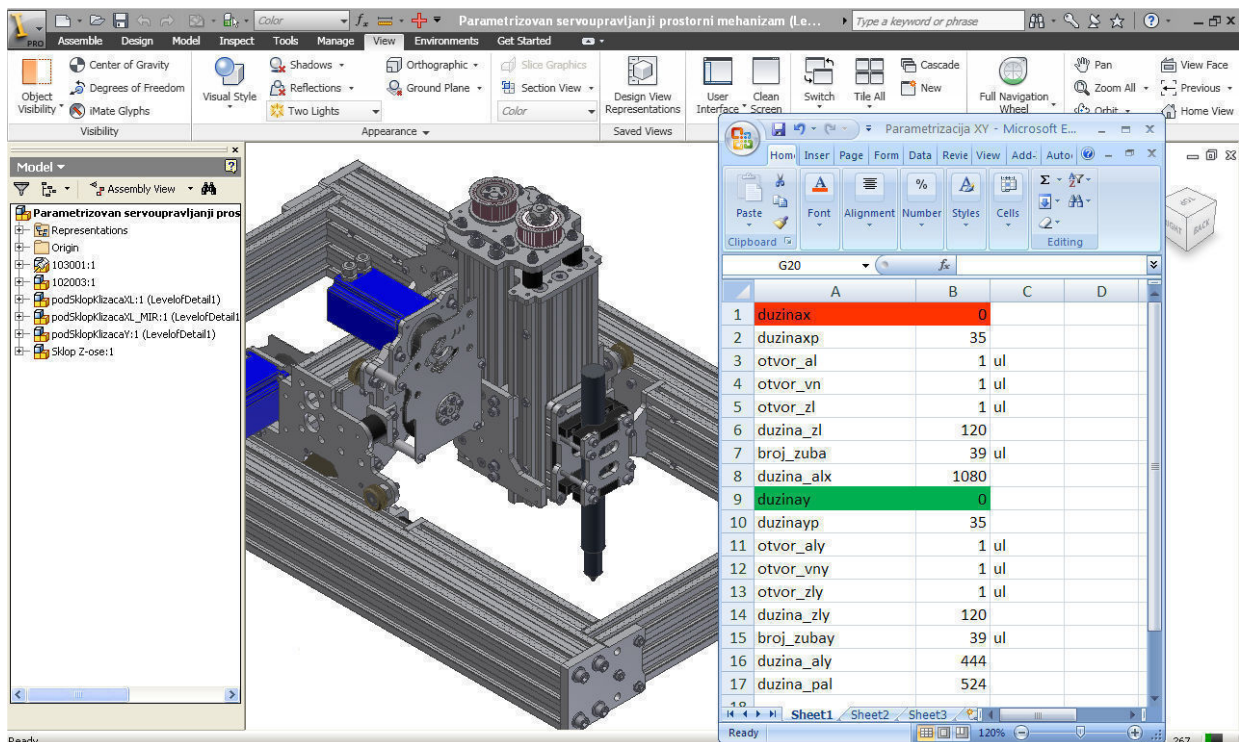 Color
Parametrizovan servoupravljanji prostorni mehanizam (Le...
Type a keyword or phrase
PRO
Assemble Design Model Inspect Tools Manage View Environments Get Started
Object Visibility
Center of Gravity
Degrees of Freedom
iMate Glyphs
Visibility
Visual Style
Shadows
Reflections
Two Lights
Orthographic
Ground Plane
Appearance
Slice Graphics
Section View
Color
Design View Representations
Saved Views
User Interface
Clean Screen
Switch
Tile All
Cascade
New
Full Navigation Wheel
Pan
Zoom All
Orbit
View Face
Previous
Home View
Model
Assembly View
Parametrizovan servoupravljanji pros
Representations
Origin
103001:1
102003:1
podSklopKlizacaXL:1 (LevelofDetail1)
podSklopKlizacaXL_MIR:1 (LevelofDetail1
podSklopKlizacaY:1 (LevelofDetail1)
Sklop Z-ose:1
Ready
BACK
Parametrizacija XY - Microsoft E...
Hom Inser Page Form Data Revie View Add- Auto
Paste
Clipboard
Font
Alignment
Number
Styles
Cells
Editing
G20
fx
A B C D
1 duzinax 0
2 duzinaxp 35
3 otvor_al 1 ul
4 otvor_vn 1 ul
5 otvor_zl 1 ul
6 duzina_zl 120
7 broj_zuba 39 ul
8 duzina_alx 1080
9 duzinay 0
10 duzinayp 35
11 otvor_aly 1 ul
12 otvor_vny 1 ul
13 otvor_zly 1 ul
14 duzina_zly 120
15 broj_zubay 39 ul
16 duzina_aly 444
17 duzina_pal 524
18
Sheet1 Sheet2 Sheet3
Ready 120%
267